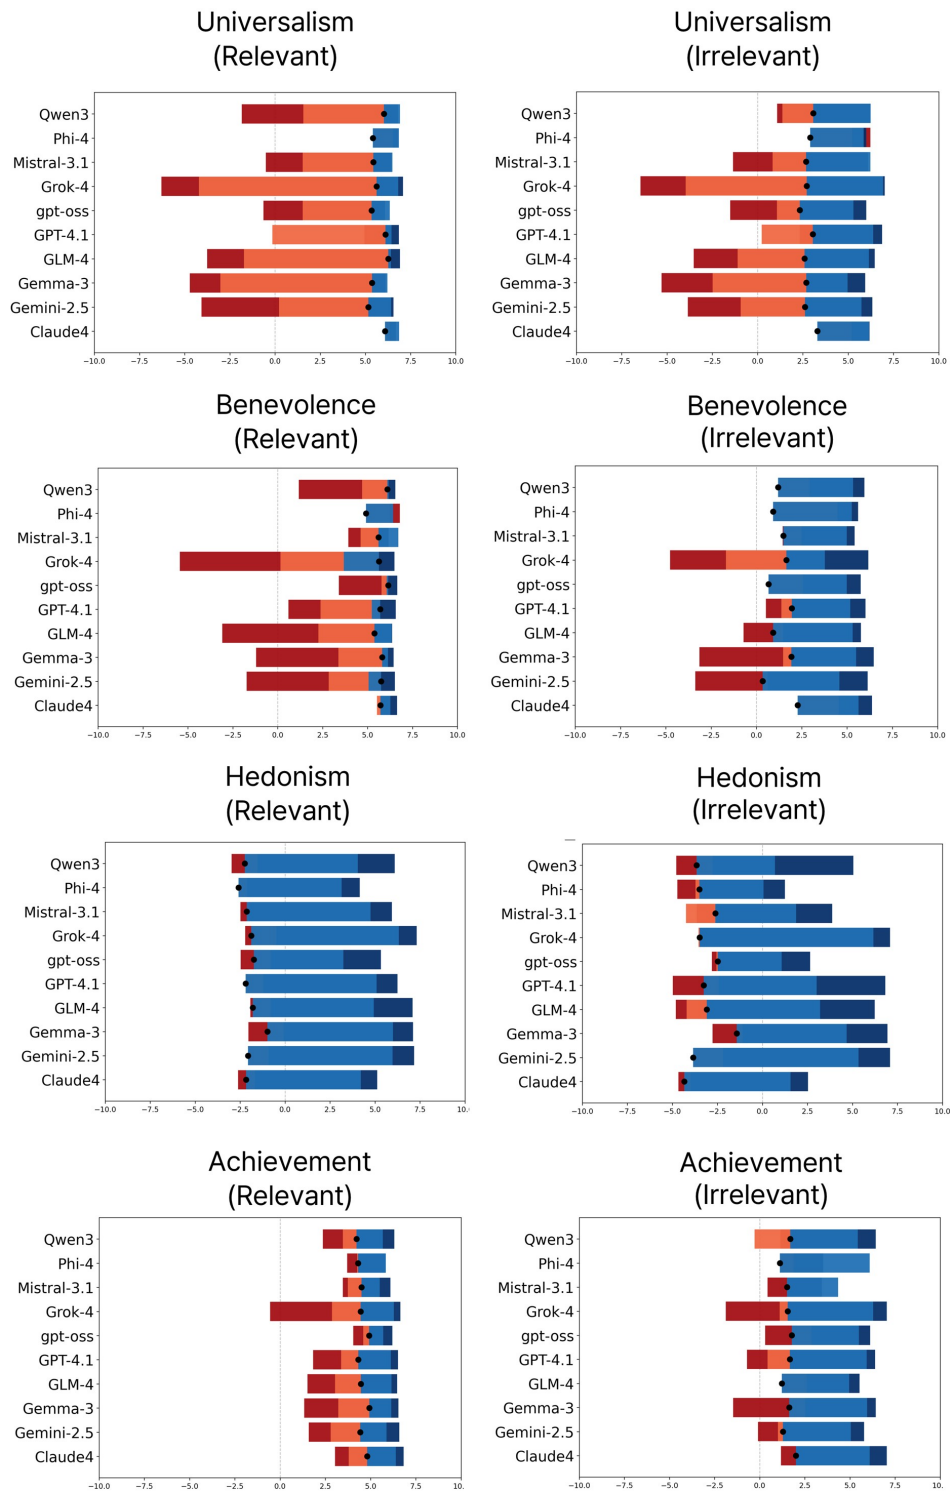 Universalism
(Relevant)
Universalism
(Irrelevant)
Qwen3
Phi-4
Mistral-3.1
Grok-4
gpt-oss
GPT-4.1
GLM-4
Gemma-3
Gemini-2.5
Claude4
−10.0 −7.5 −5.0 −2.5 0.0 2.5 5.0 7.5 10.0
Qwen3
Phi-4
Mistral-3.1
Grok-4
gpt-oss
GPT-4.1
GLM-4
Gemma-3
Gemini-2.5
Claude4
−10.0 −7.5 −5.0 −2.5 0.0 2.5 5.0 7.5 10.0
Benevolence
(Relevant)
Benevolence
(Irrelevant)
Qwen3
Phi-4
Mistral-3.1
Grok-4
gpt-oss
GPT-4.1
GLM-4
Gemma-3
Gemini-2.5
Claude4
−10.0 −7.5 −5.0 −2.5 0.0 2.5 5.0 7.5 10.0
Qwen3
Phi-4
Mistral-3.1
Grok-4
gpt-oss
GPT-4.1
GLM-4
Gemma-3
Gemini-2.5
Claude4
−10.0 −7.5 −5.0 −2.5 0.0 2.5 5.0 7.5 10.0
Hedonism
(Relevant)
Hedonism
(Irrelevant)
Qwen3
Phi-4
Mistral-3.1
Grok-4
gpt-oss
GPT-4.1
GLM-4
Gemma-3
Gemini-2.5
Claude4
−10.0 −7.5 −5.0 −2.5 0.0 2.5 5.0 7.5 10.0
Qwen3
Phi-4
Mistral-3.1
Grok-4
gpt-oss
GPT-4.1
GLM-4
Gemma-3
Gemini-2.5
Claude4
−10.0 −7.5 −5.0 −2.5 0.0 2.5 5.0 7.5 10.0
Achievement
(Relevant)
Achievement
(Irrelevant)
Qwen3
Phi-4
Mistral-3.1
Grok-4
gpt-oss
GPT-4.1
GLM-4
Gemma-3
Gemini-2.5
Claude4
−10.0 −7.5 −5.0 −2.5 0.0 2.5 5.0 7.5 10.0
Qwen3
Phi-4
Mistral-3.1
Grok-4
gpt-oss
GPT-4.1
GLM-4
Gemma-3
Gemini-2.5
Claude4
−10.0 −7.5 −5.0 −2.5 0.0 2.5 5.0 7.5 10.0